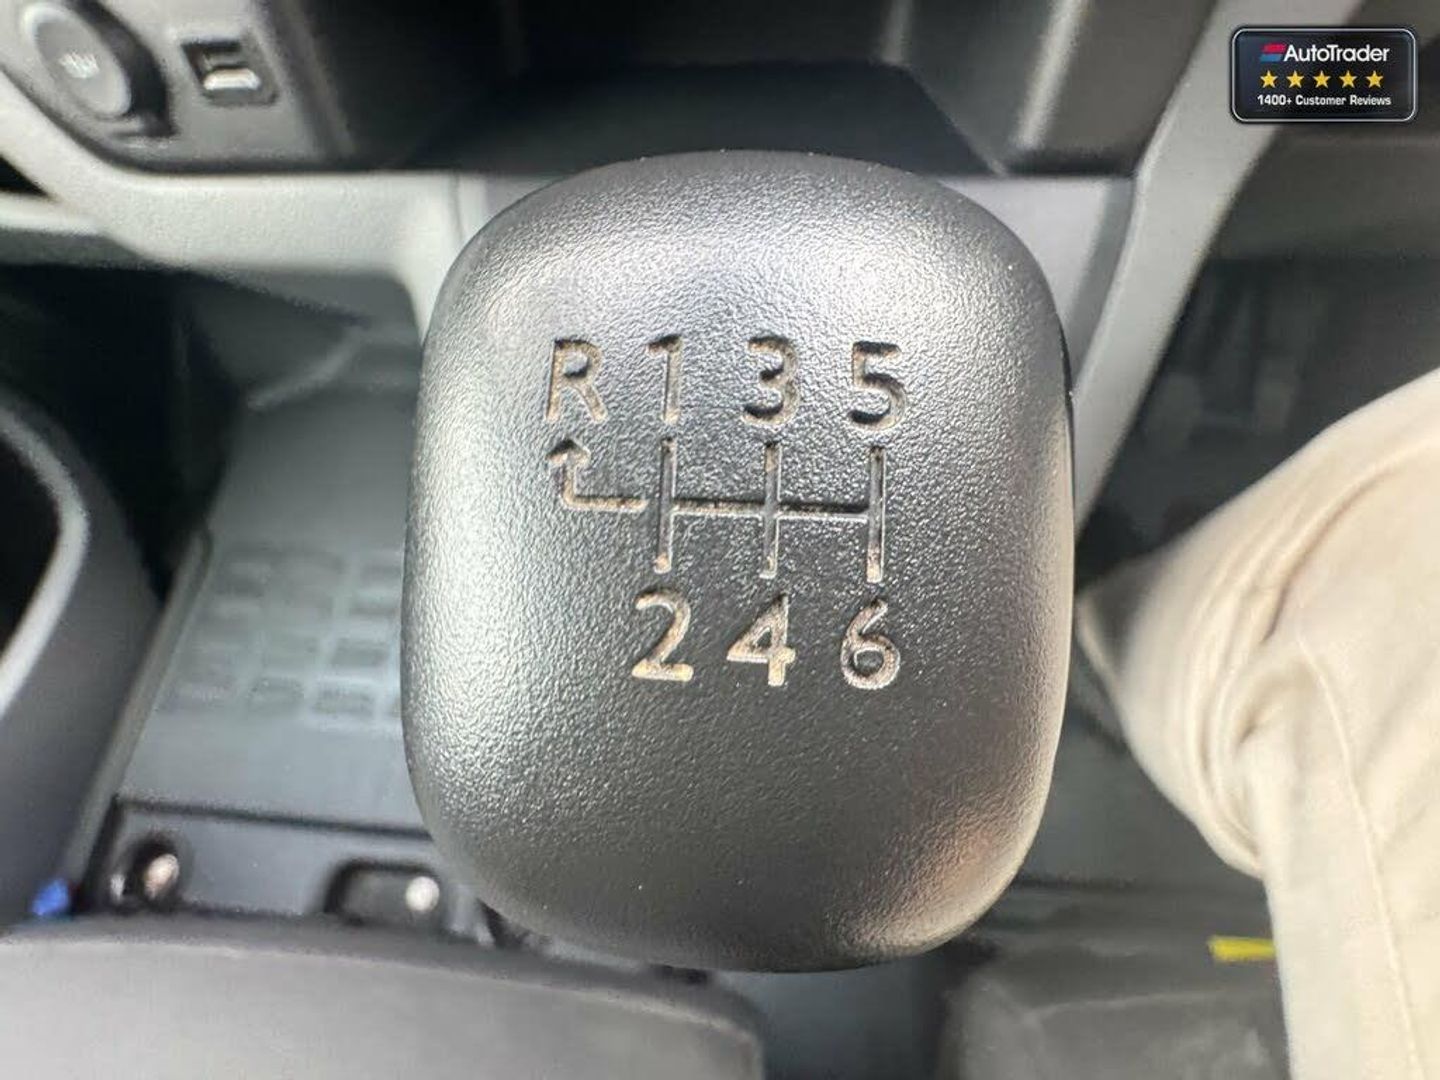 AutoTrader
1400+ Customer Reviews
R 1 3 5
2 4 6